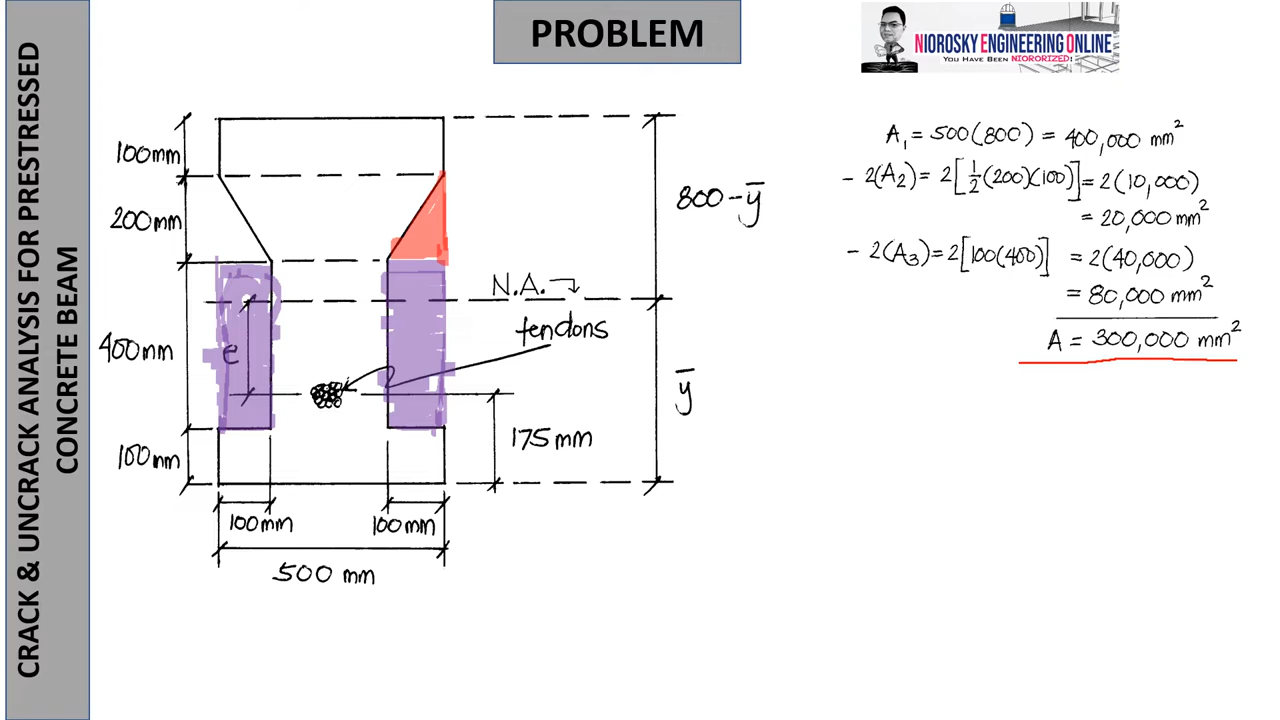 PROBLEM
NIOROSKY ENGINEERING ONLINE
YOU HAVE BEEN NIORORIZED!
CRACK & UNCRACK ANALYSIS FOR PRESTRESSED
CONCRETE BEAM
100mm
200mm
400mm
100mm
e
100mm
100mm
500 mm
N.A.
tendons
175 mm
800-ȳ
ȳ
A₁ = 500(800) = 400,000 mm²
- 2(A₂) = 2[½(200)(100)] = 2(10,000)
= 20,000 mm²
- 2(A₃) = 2[100(400)] = 2(40,000)
= 80,000 mm²
A = 300,000 mm²